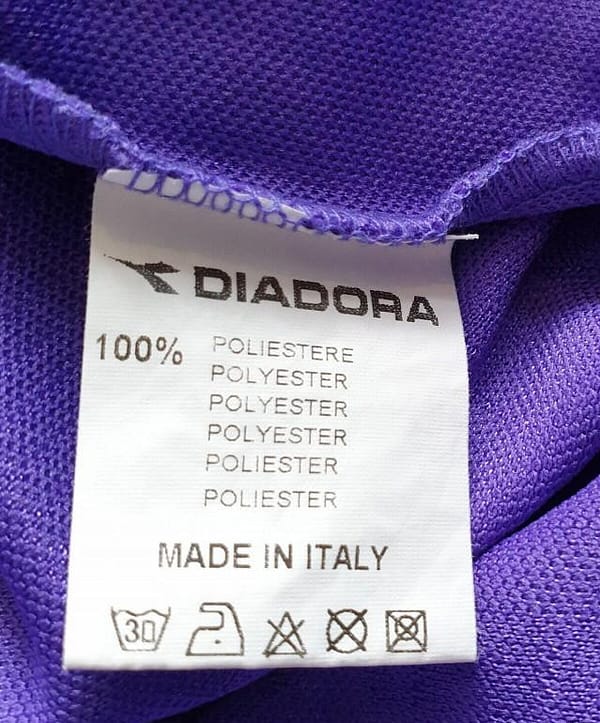 DIADORA
100% POLIESTERE
POLYESTER
POLYESTER
POLYESTER
POLIESTER
POLIESTER
MADE IN ITALY
30